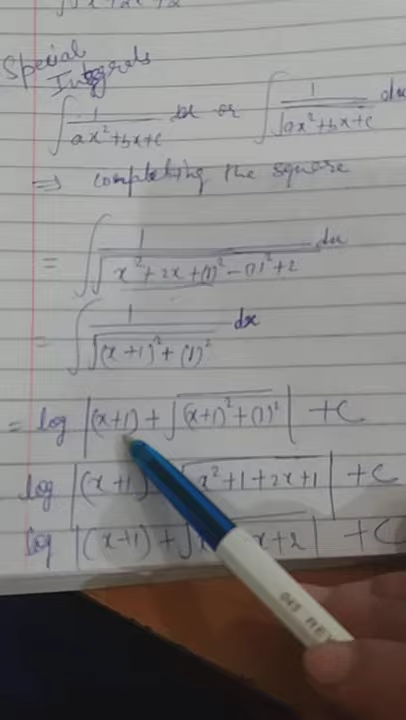 Special
Integrals
∫ 1/(ax²+bx+c) dx or ∫ 1/√(ax²+bx+c) dx
⇒ completing the square
= ∫ 1/√(x²+2x+(1)²-(1)²+2) dx
= ∫ 1/√((x+1)²+(1)²) dx
= log |(x+1)+√((x+1)²+(1)²)| +C
log |(x+1) √(x²+1+2x+1)| +C
log |(x+1)+√ x+2| +C